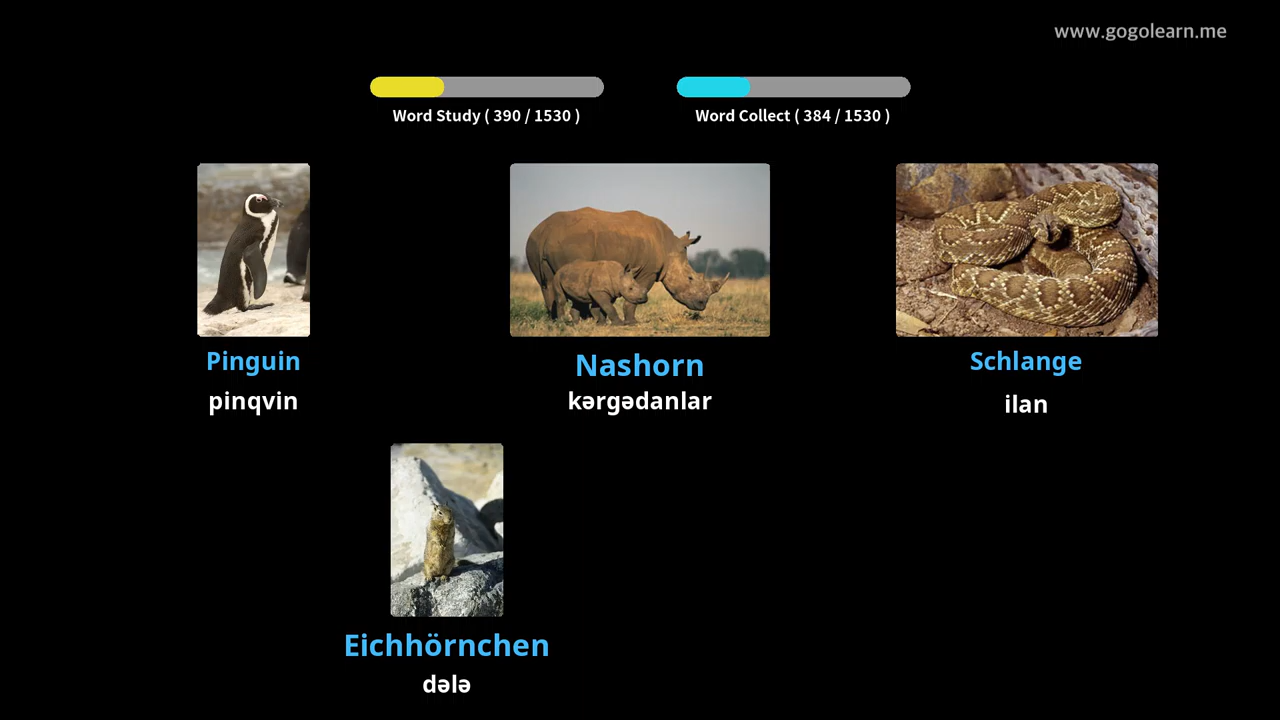 www.gogolearn.me
Word Study ( 390 / 1530 )
Word Collect ( 384 / 1530 )
Pinguin
Nashorn
Schlange
pinqvin
kərgədanlar
ilan
Eichhörnchen
dələ